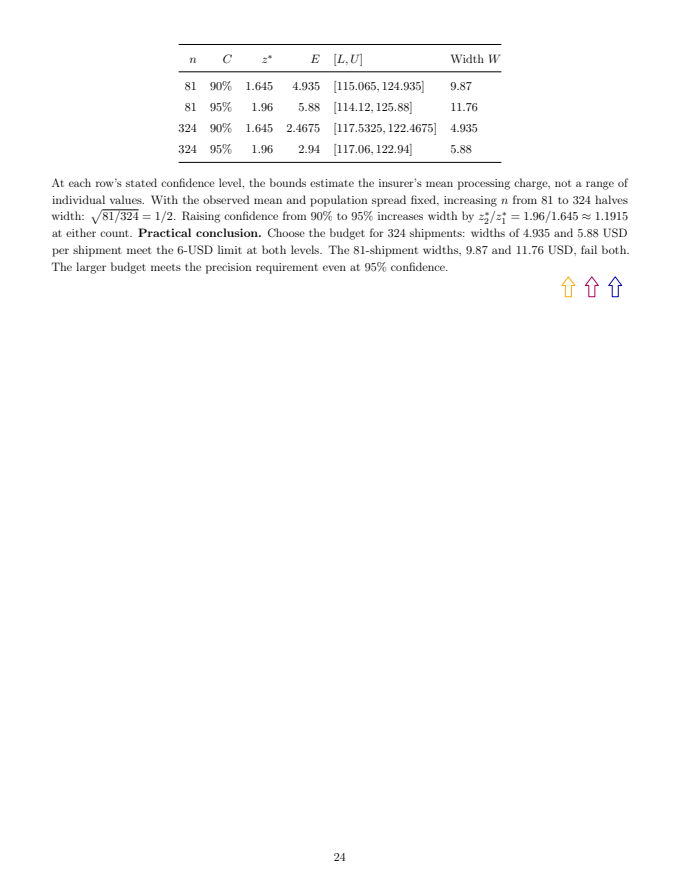 n C z* E [L, U] Width W
81 90% 1.645 4.935 [115.065, 124.935] 9.87
81 95% 1.96 5.88 [114.12, 125.88] 11.76
324 90% 1.645 2.4675 [117.5325, 122.4675] 4.935
324 95% 1.96 2.94 [117.06, 122.94] 5.88
At each row's stated confidence level, the bounds estimate the insurer's mean processing charge, not a range of
individual values. With the observed mean and population spread fixed, increasing n from 81 to 324 halves
width: √81/324 = 1/2. Raising confidence from 90% to 95% increases width by z₂*/z₁* = 1.96/1.645 ≈ 1.1915
at either count. Practical conclusion. Choose the budget for 324 shipments: widths of 4.935 and 5.88 USD
per shipment meet the 6-USD limit at both levels. The 81-shipment widths, 9.87 and 11.76 USD, fail both.
The larger budget meets the precision requirement even at 95% confidence.
24